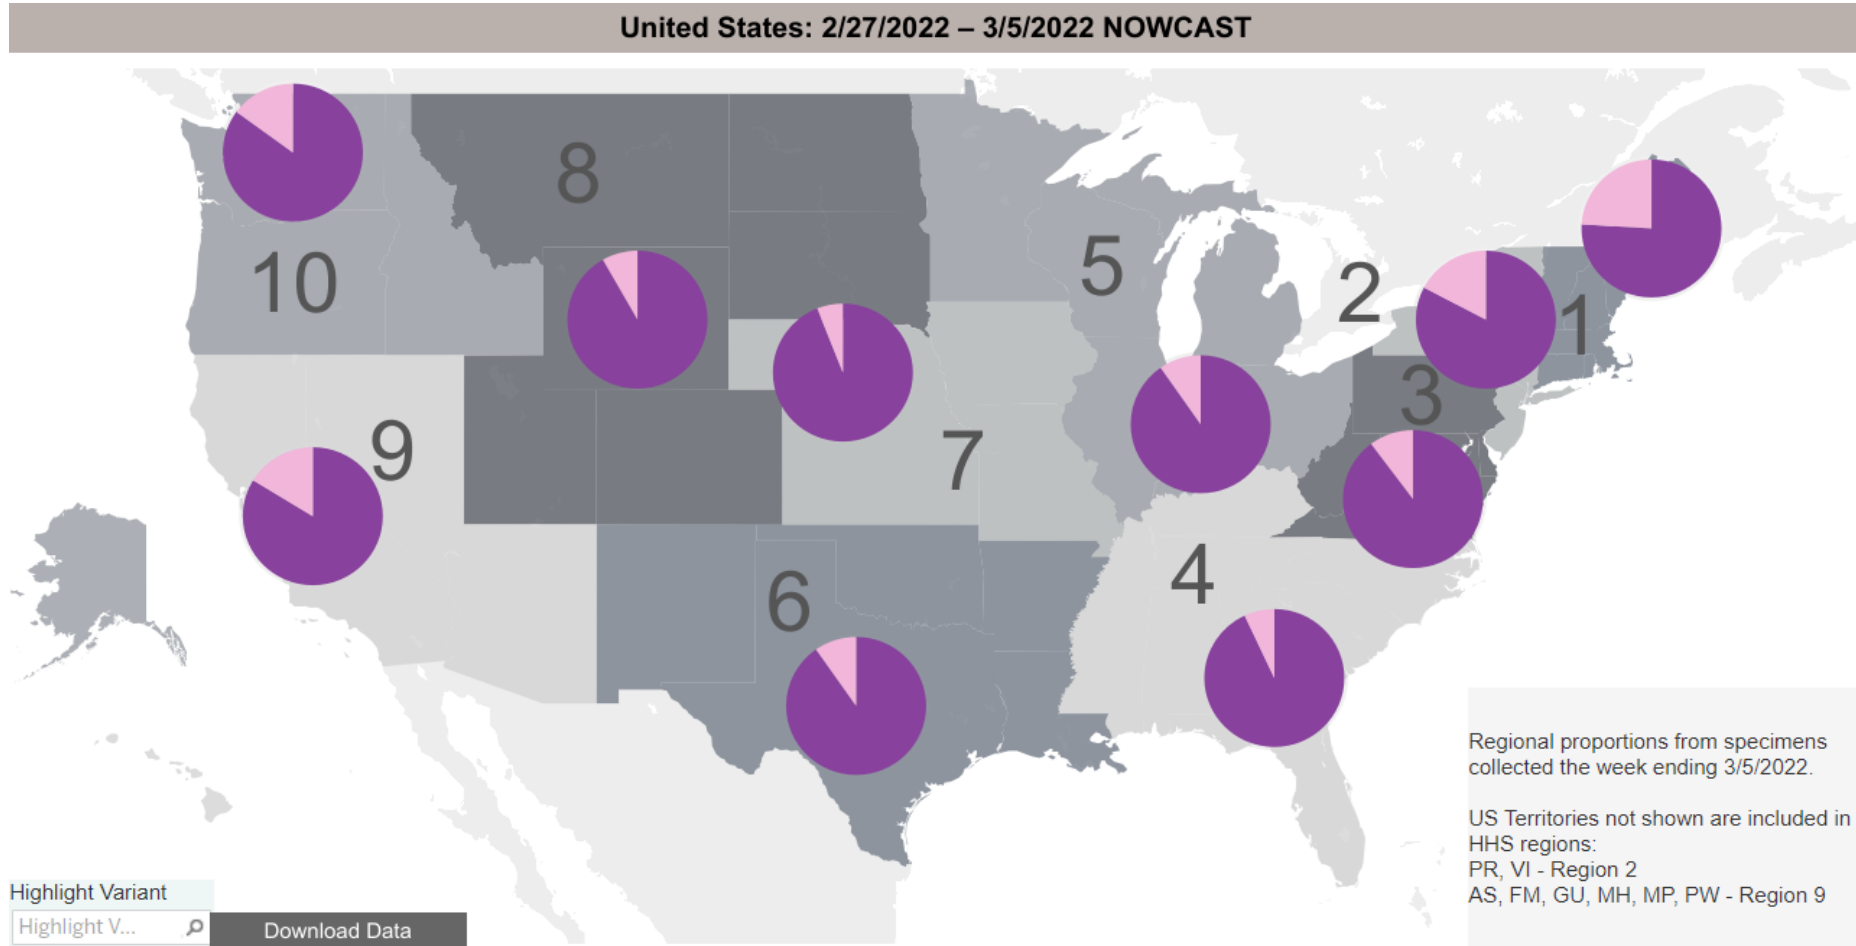 United States: 2/27/2022 – 3/5/2022 NOWCAST
8
10
5
2
1
3
9
7
4
6
Regional proportions from specimens
collected the week ending 3/5/2022.
US Territories not shown are included in
HHS regions:
PR, VI - Region 2
AS, FM, GU, MH, MP, PW - Region 9
Highlight Variant
Highlight V...
Download Data